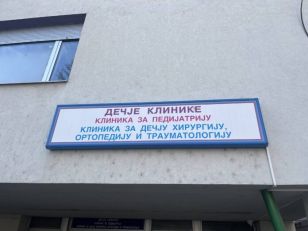 ДЕЧЈЕ КЛИНИКЕ
КЛИНИКА ЗА ПЕДИЈАТРИЈУ
КЛИНИКА ЗА ДЕЧЈУ ХИРУРГИЈУ,
ОРТОПЕДИЈУ И ТРАУМАТОЛОГИЈУ